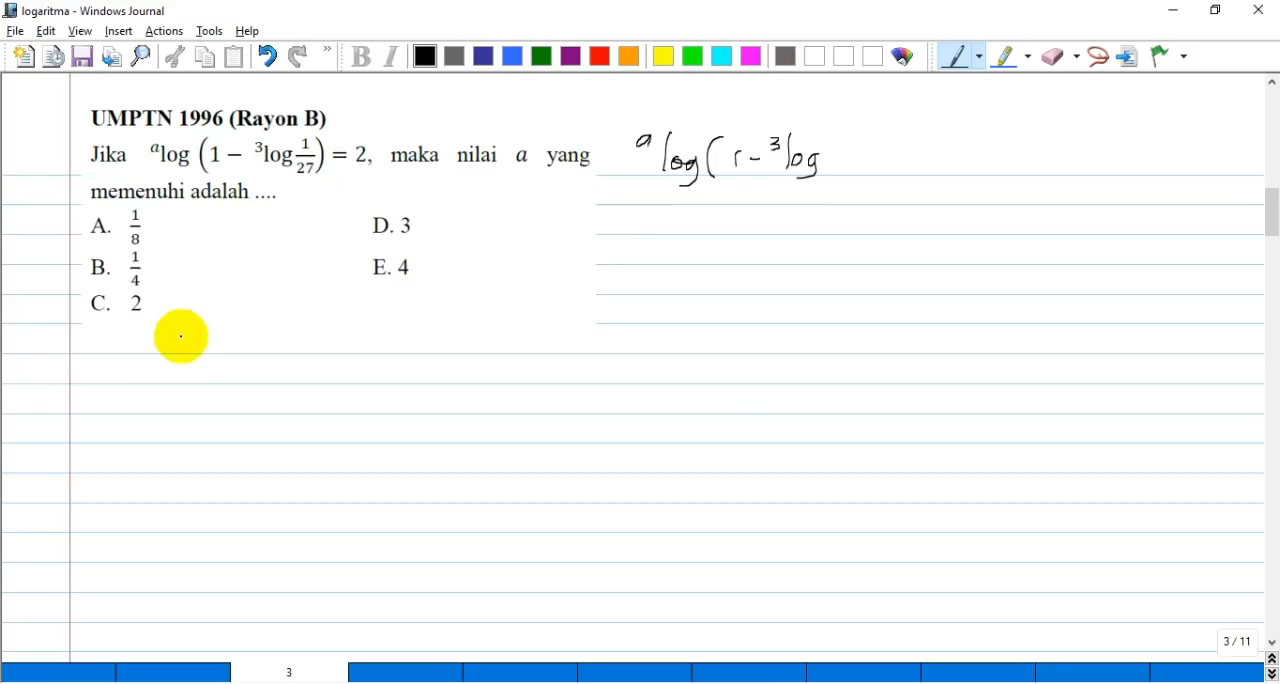 logaritma - Windows Journal
File Edit View Insert Actions Tools Help
B I
UMPTN 1996 (Rayon B)
Jika ᵃlog (1 − ³log 1/27) = 2, maka nilai a yang
memenuhi adalah ....
A. 1/8 D. 3
B. 1/4 E. 4
C. 2
ᵃlog (1 − ³log
3 / 11
3